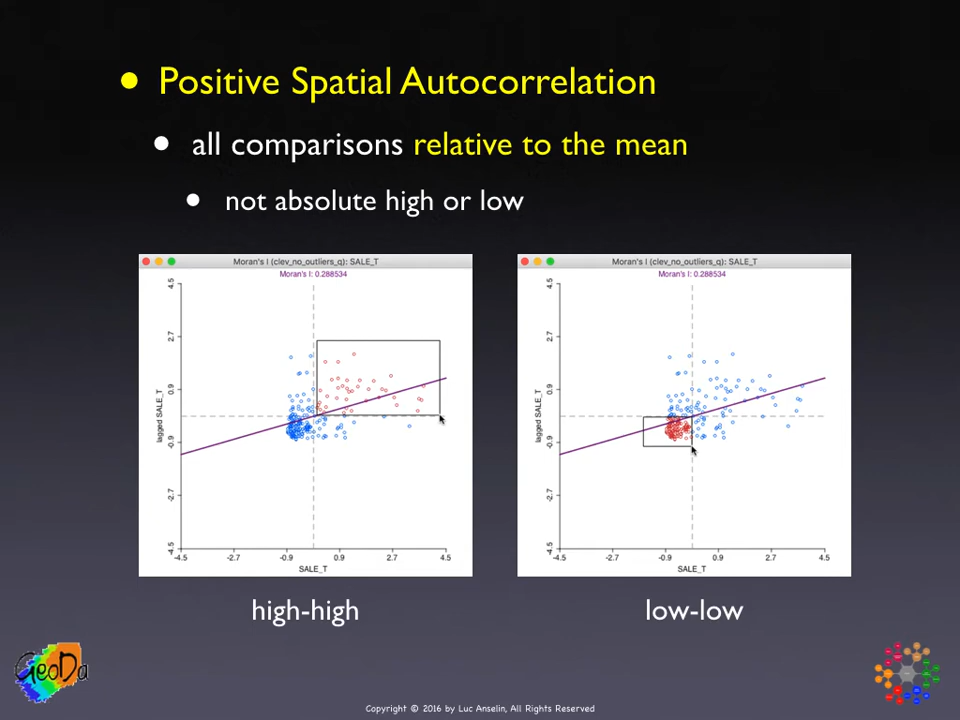 Positive Spatial Autocorrelation
all comparisons relative to the mean
not absolute high or low
Moran's I (clev_no_outliers_q): SALE_T
Moran's I: 0.288534
4.5
2.7
0.9
-0.9
-2.7
-4.5
lagged SALE_T
-4.5 -2.7 -0.9 0.9 2.7 4.5
SALE_T
Moran's I (clev_no_outliers_q): SALE_T
Moran's I: 0.288534
4.5
2.7
0.9
-0.9
-2.7
-4.5
lagged SALE_T
-4.5 -2.7 -0.9 0.9 2.7 4.5
SALE_T
high-high
low-low
GeoDa
Copyright © 2016 by Luc Anselin, All Rights Reserved